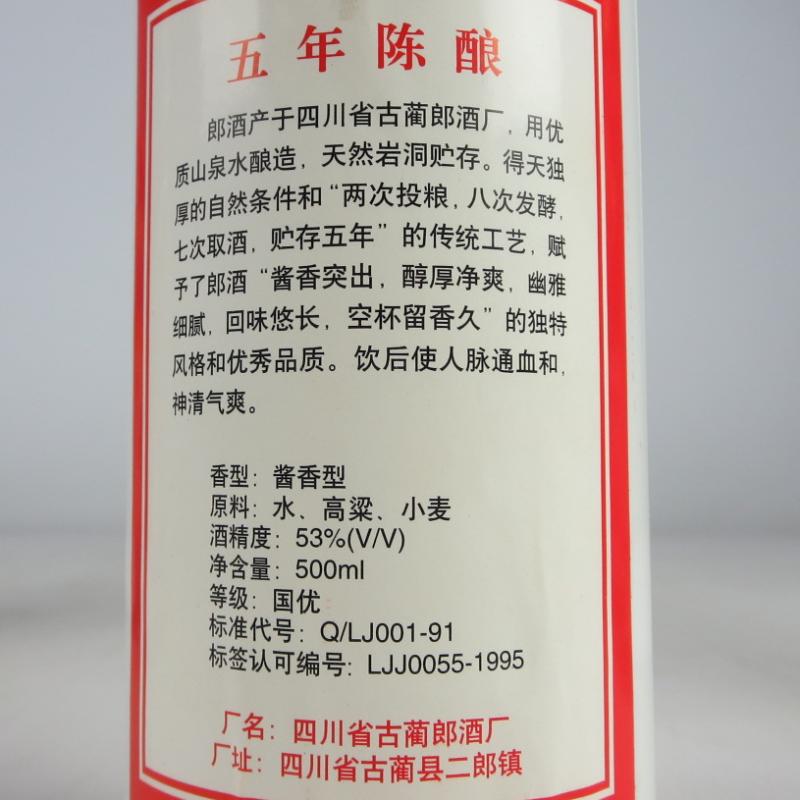 五年陈酿
郎酒产于四川省古蔺郎酒厂，用优
质山泉水酿造，天然岩洞贮存。得天独
厚的自然条件和“两次投粮，八次发酵，
七次取酒，贮存五年”的传统工艺，赋
予了郎酒“酱香突出，醇厚净爽，幽雅
细腻，回味悠长，空杯留香久”的独特
风格和优秀品质。饮后使人脉通血和，
神清气爽。
香型：酱香型
原料：水、高粱、小麦
酒精度：53%(V/V)
净含量：500ml
等级：国优
标准代号：Q/LJ001-91
标签认可编号：LJJ0055-1995
厂名：四川省古蔺郎酒厂
厂址：四川省古蔺县二郎镇